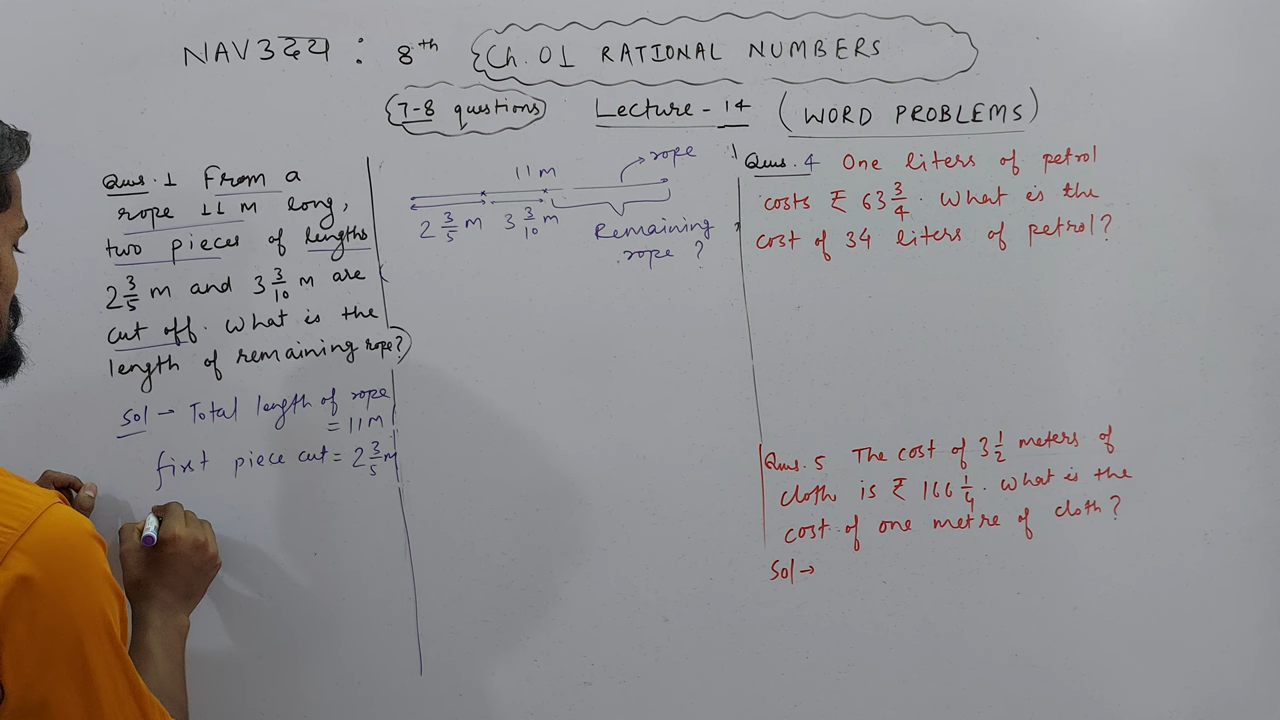 NAV3221 : 8th Ch. 01 RATIONAL NUMBERS
7-8 questions Lecture - 14 (WORD PROBLEMS)
Qus. 1 From a
rope 11 m long,
two pieces of lengths
2 3/5 m and 3 3/10 m are
cut off. What is the
length of remaining rope?
Sol → Total length of rope
= 11 m
first piece cut = 2 3/5 m
11 m
rope
2 3/5 m 3 3/10 m
Remaining
rope ?
Qus. 4 One liters of petrol
costs ₹ 63 3/4. What is the
cost of 34 liters of petrol?
Qus. 5 The cost of 3 1/2 meters of
cloth is ₹ 166 1/4. What is the
cost of one metre of cloth?
Sol →